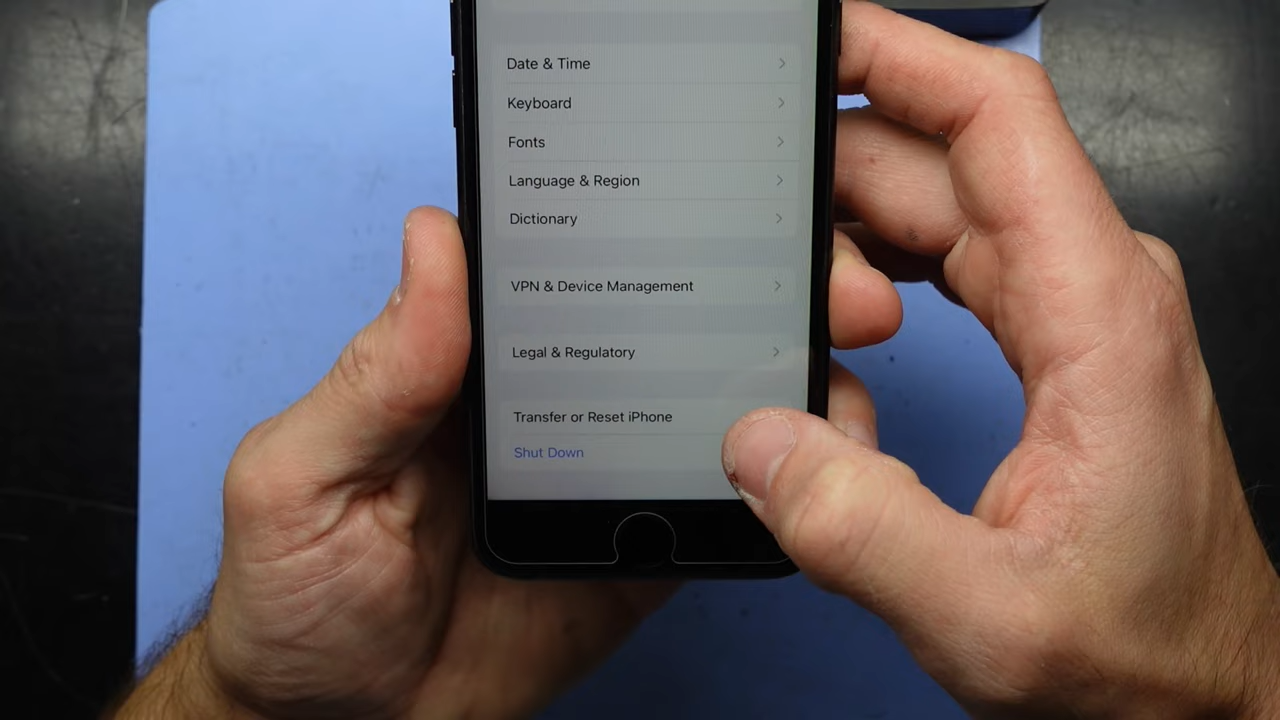 Date & Time
Keyboard
Fonts
Language & Region
Dictionary
VPN & Device Management
Legal & Regulatory
Transfer or Reset iPhone
Shut Down